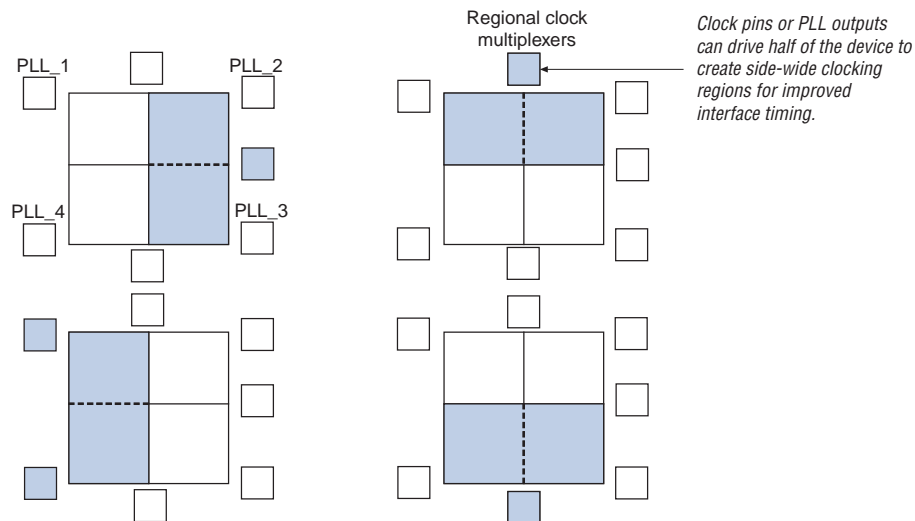 Regional clock
multiplexers
Clock pins or PLL outputs
can drive half of the device to
create side-wide clocking
regions for improved
interface timing.
PLL_1
PLL_2
PLL_4
PLL_3